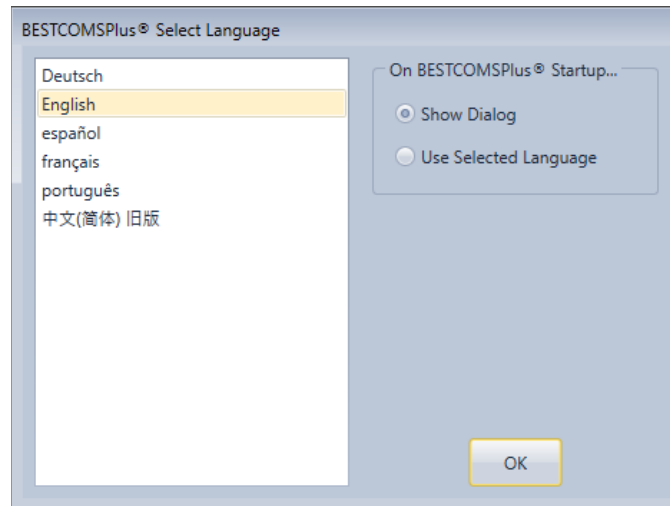 BESTCOMSPlus® Select Language
Deutsch
English
español
français
português
中文(简体) 旧版
On BESTCOMSPlus® Startup...
Show Dialog
Use Selected Language
OK